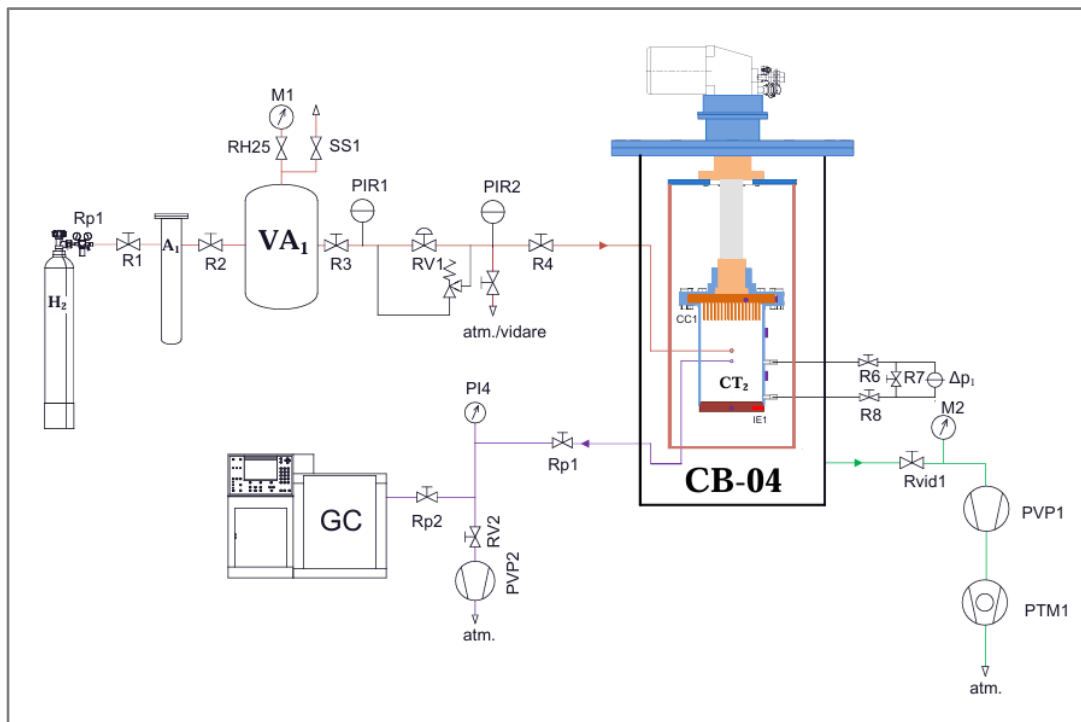 M1
RH25
SS1
PIR1
PIR2
Rp1
R1
A₁
R2
VA₁
R3
RV1
R4
H₂
atm./vidare
CC1
CT₂
IE1
R6
R7
Δp₁
R8
M2
PI4
Rp1
CB-04
Rvid1
GC
Rp2
RV2
PVP2
PVP1
PTM1
atm.
atm.